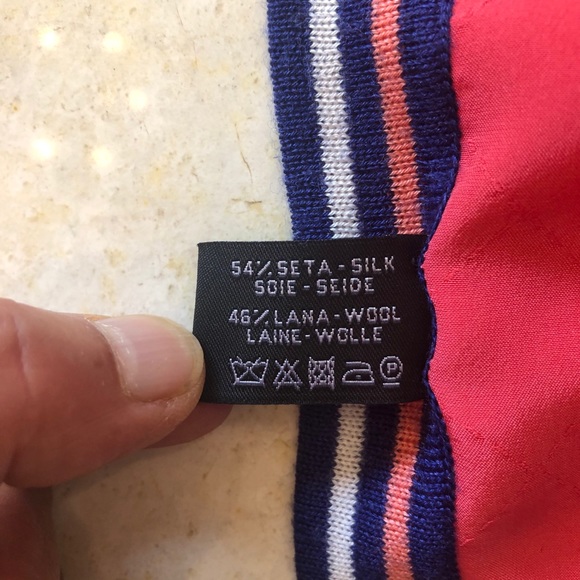 54% SETA - SILK
SOIE - SEIDE
46% LANA - WOOL
LAINE - WOLLE
P